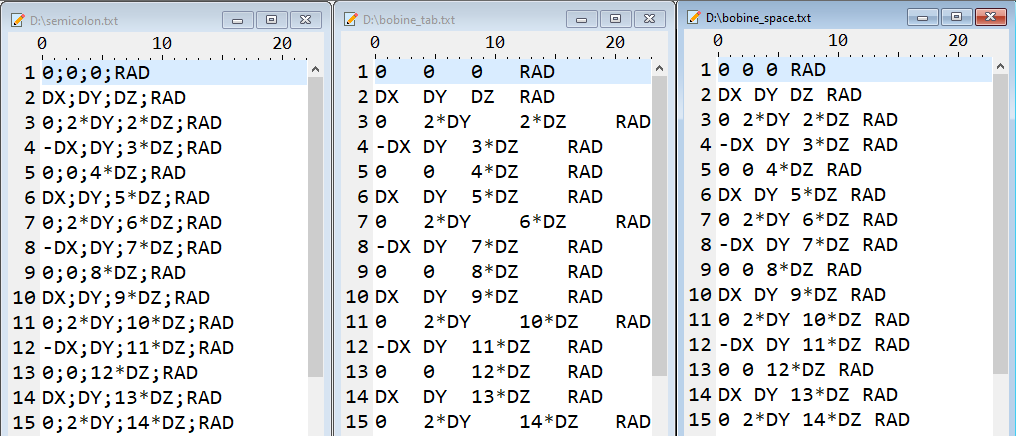 D:\semicolon.txt
0 10 20
1 0;0;0;RAD
2 DX;DY;DZ;RAD
3 0;2*DY;2*DZ;RAD
4 -DX;DY;3*DZ;RAD
5 0;0;4*DZ;RAD
6 DX;DY;5*DZ;RAD
7 0;2*DY;6*DZ;RAD
8 -DX;DY;7*DZ;RAD
9 0;0;8*DZ;RAD
10 DX;DY;9*DZ;RAD
11 0;2*DY;10*DZ;RAD
12 -DX;DY;11*DZ;RAD
13 0;0;12*DZ;RAD
14 DX;DY;13*DZ;RAD
15 0;2*DY;14*DZ;RAD
D:\bobine_tab.txt
0 10 20
1 0 0 0 RAD
2 DX DY DZ RAD
3 0 2*DY 2*DZ RAD
4 -DX DY 3*DZ RAD
5 0 0 4*DZ RAD
6 DX DY 5*DZ RAD
7 0 2*DY 6*DZ RAD
8 -DX DY 7*DZ RAD
9 0 0 8*DZ RAD
10 DX DY 9*DZ RAD
11 0 2*DY 10*DZ RAD
12 -DX DY 11*DZ RAD
13 0 0 12*DZ RAD
14 DX DY 13*DZ RAD
15 0 2*DY 14*DZ RAD
D:\bobine_space.txt
0 10 20
1 0 0 0 RAD
2 DX DY DZ RAD
3 0 2*DY 2*DZ RAD
4 -DX DY 3*DZ RAD
5 0 0 4*DZ RAD
6 DX DY 5*DZ RAD
7 0 2*DY 6*DZ RAD
8 -DX DY 7*DZ RAD
9 0 0 8*DZ RAD
10 DX DY 9*DZ RAD
11 0 2*DY 10*DZ RAD
12 -DX DY 11*DZ RAD
13 0 0 12*DZ RAD
14 DX DY 13*DZ RAD
15 0 2*DY 14*DZ RAD